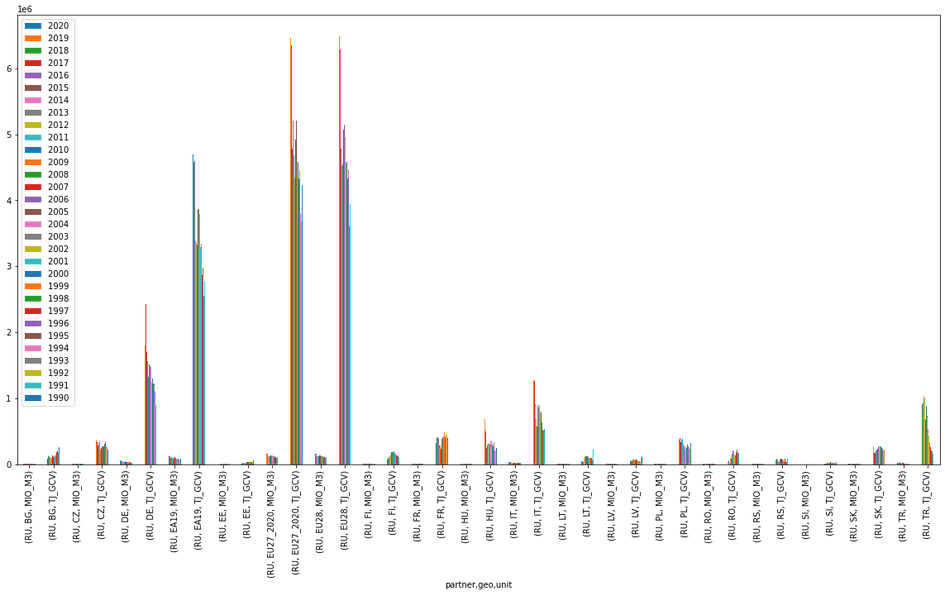 1e6
6
5
4
3
2
1
0
2020
2019
2018
2017
2016
2015
2014
2013
2012
2011
2010
2009
2008
2007
2006
2005
2004
2003
2002
2001
2000
1999
1998
1997
1996
1995
1994
1993
1992
1991
1990
(RU, BG, MIO_M3)
(RU, BG, TJ_GCV)
(RU, CZ, MIO_M3)
(RU, CZ, TJ_GCV)
(RU, DE, MIO_M3)
(RU, DE, TJ_GCV)
(RU, EA19, MIO_M3)
(RU, EA19, TJ_GCV)
(RU, EE, MIO_M3)
(RU, EE, TJ_GCV)
(RU, EU27_2020, MIO_M3)
(RU, EU27_2020, TJ_GCV)
(RU, EU28, MIO_M3)
(RU, EU28, TJ_GCV)
(RU, FI, MIO_M3)
(RU, FI, TJ_GCV)
(RU, FR, MIO_M3)
(RU, FR, TJ_GCV)
(RU, HU, MIO_M3)
(RU, HU, TJ_GCV)
(RU, IT, MIO_M3)
(RU, IT, TJ_GCV)
(RU, LT, MIO_M3)
(RU, LT, TJ_GCV)
(RU, LV, MIO_M3)
(RU, LV, TJ_GCV)
(RU, PL, MIO_M3)
(RU, PL, TJ_GCV)
(RU, RO, MIO_M3)
(RU, RO, TJ_GCV)
(RU, RS, MIO_M3)
(RU, RS, TJ_GCV)
(RU, SI, MIO_M3)
(RU, SI, TJ_GCV)
(RU, SK, MIO_M3)
(RU, SK, TJ_GCV)
(RU, TR, MIO_M3)
(RU, TR, TJ_GCV)
partner,geo,unit